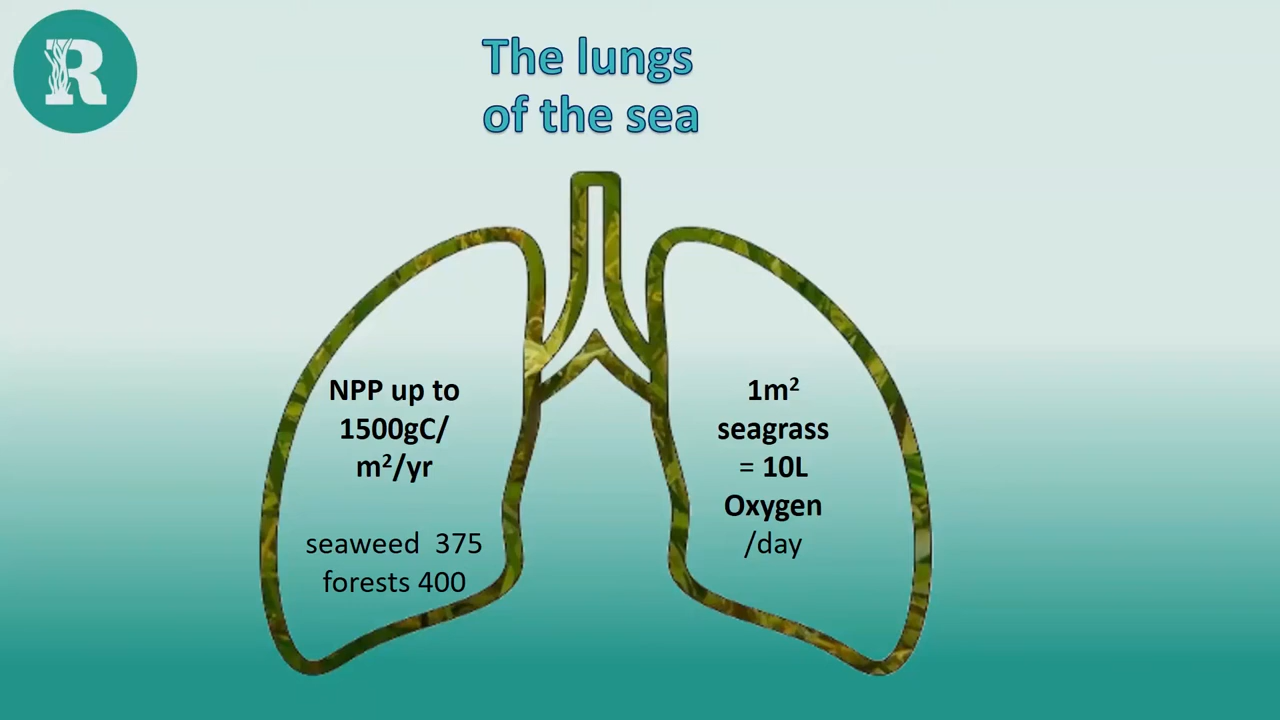 R
The lungs
of the sea
NPP up to
1500gC/
m²/yr
seaweed  375
forests 400
1m²
seagrass
= 10L
Oxygen
/day